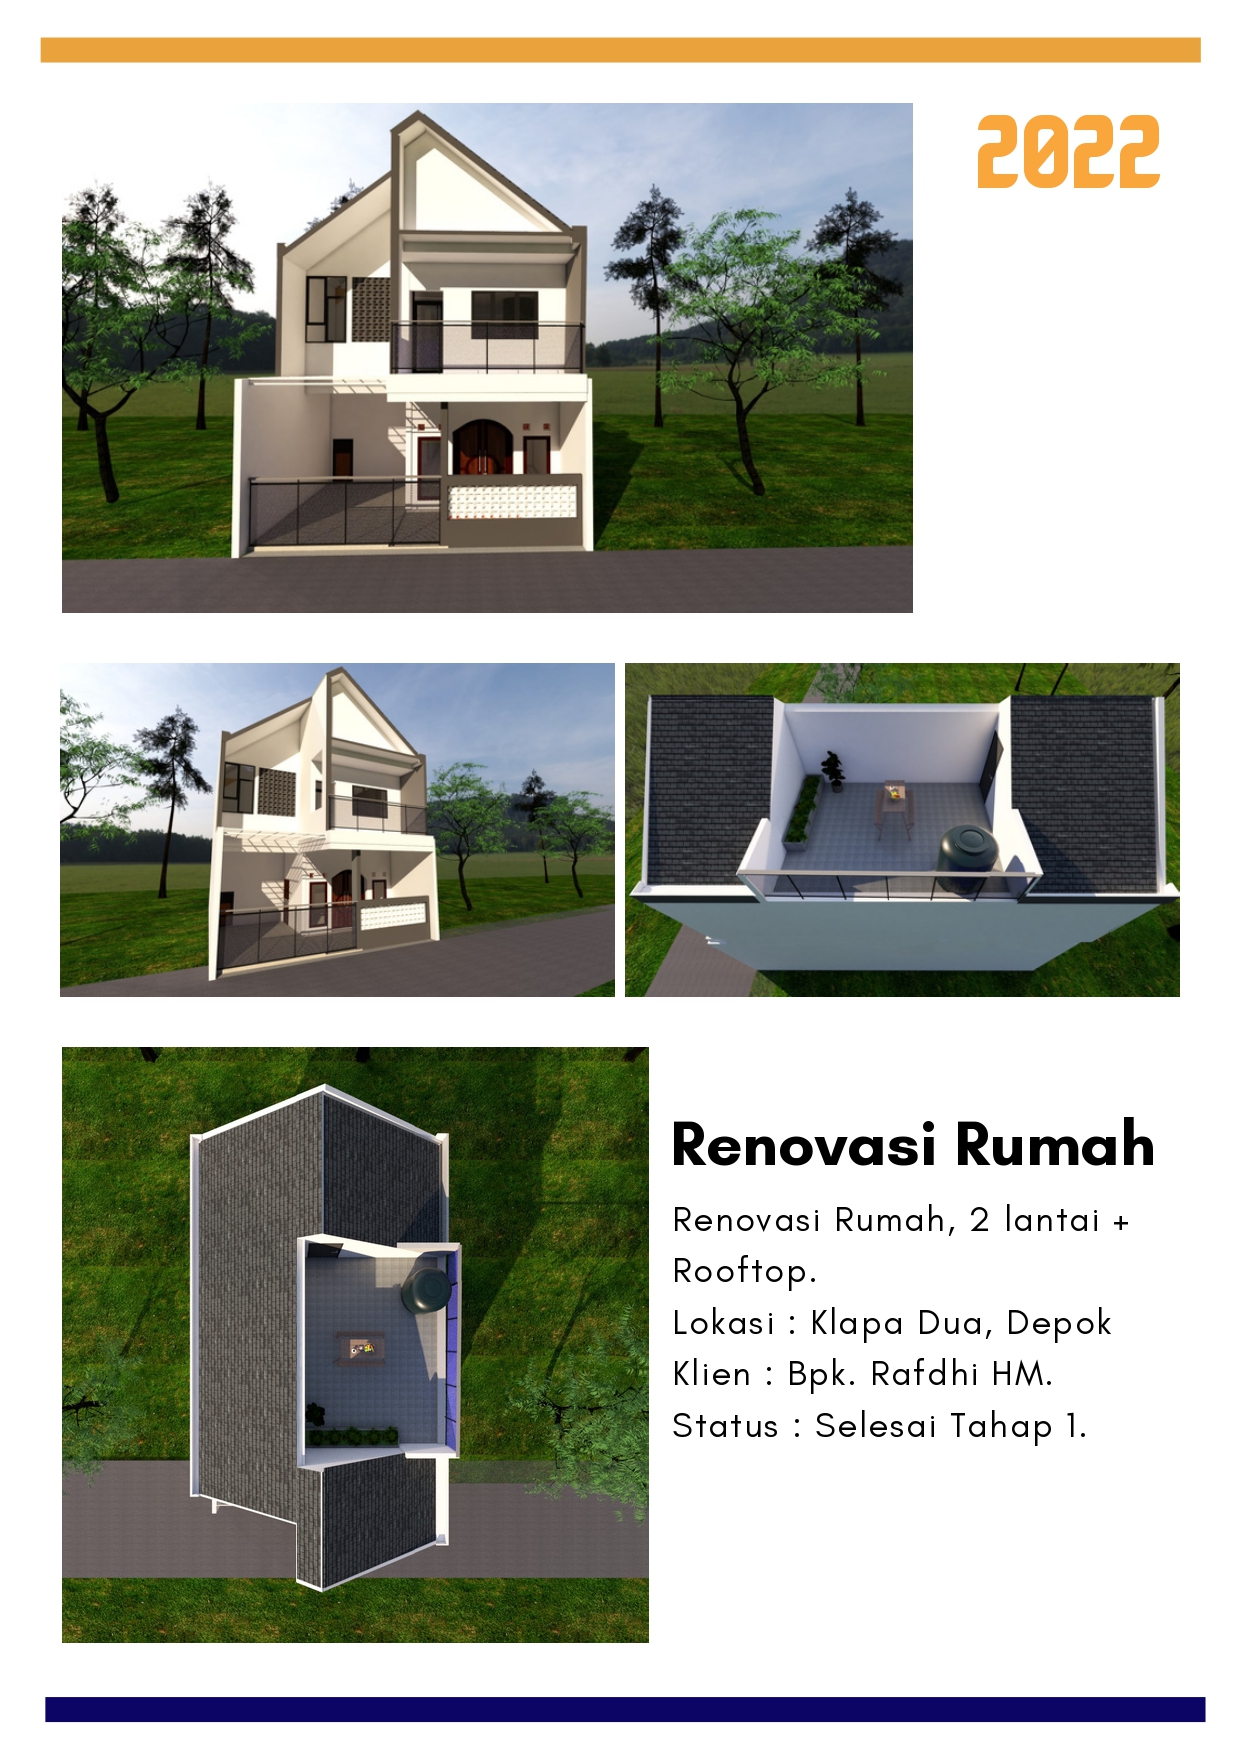 2022
Renovasi Rumah
Renovasi Rumah, 2 lantai +
Rooftop.
Lokasi : Klapa Dua, Depok
Klien : Bpk. Rafdhi HM.
Status : Selesai Tahap 1.